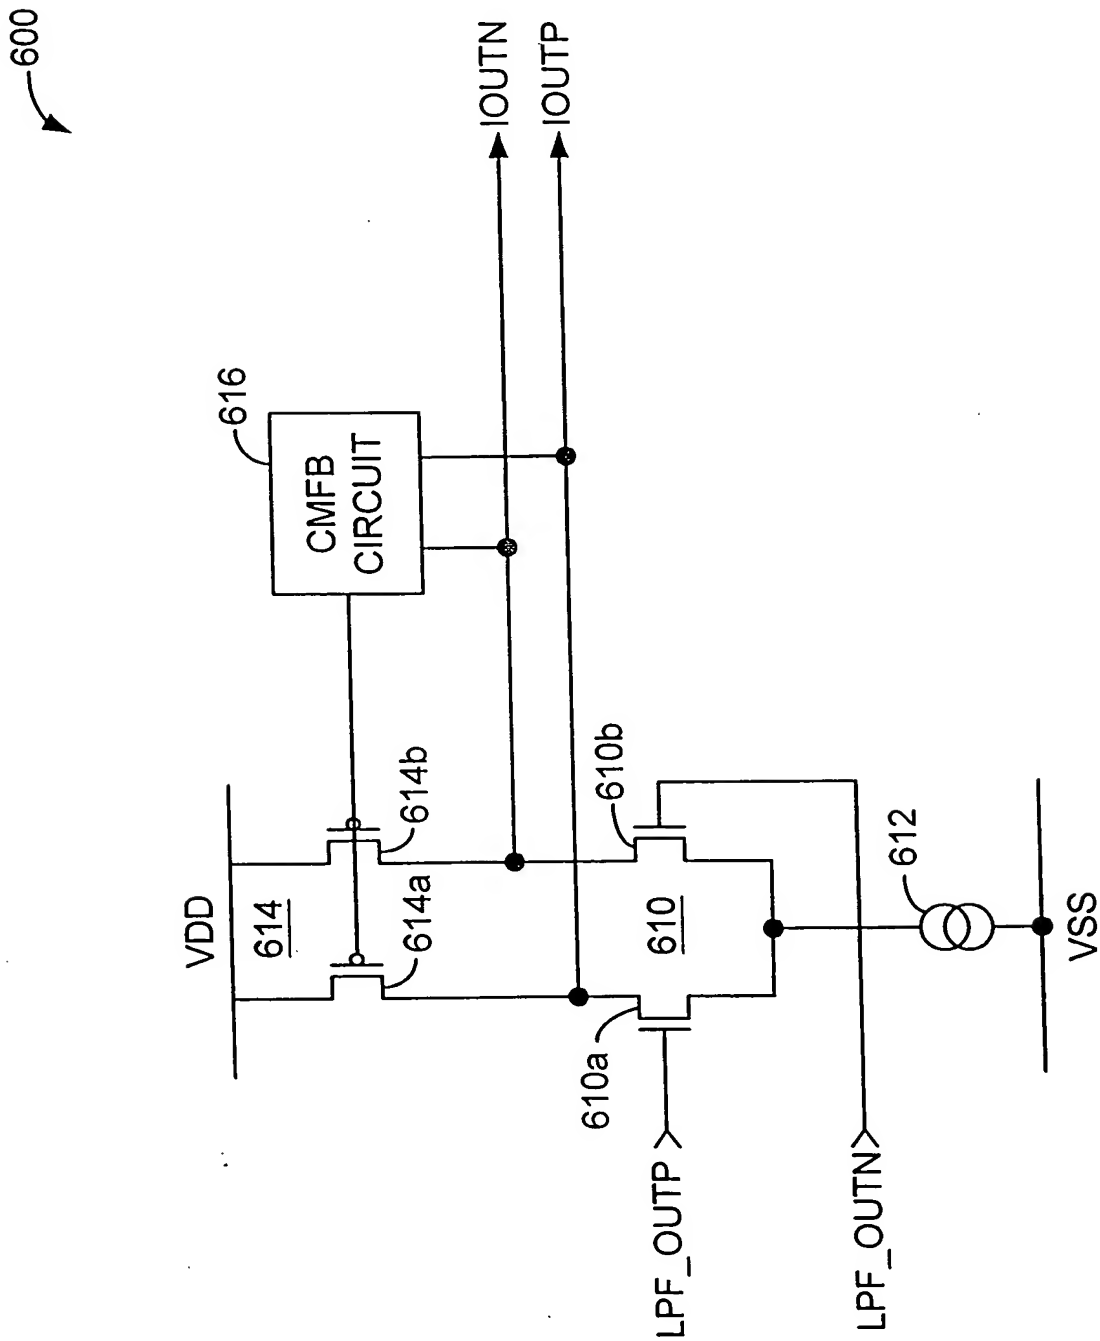 600
IOUTN
IOUTP
616
CMFB
CIRCUIT
VDD
614
614a
614b
610
610a
610b
612
LPF_OUTP
LPF_OUTN
VSS